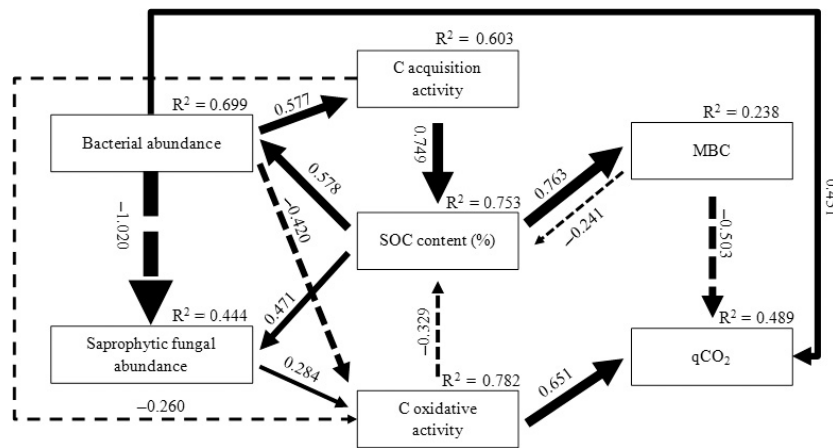 R² = 0.603
C acquisition
activity
R² = 0.699
0.577
R² = 0.238
Bacterial abundance
0.749
MBC
0.578
R² = 0.753
0.763
−1.020
−0.420
SOC content (%)
−0.241
−0.503
0.451
R² = 0.444
0.471
−0.329
R² = 0.489
Saprophytic fungal
abundance
0.284
R² = 0.782
0.651
qCO₂
−0.260
C oxidative
activity